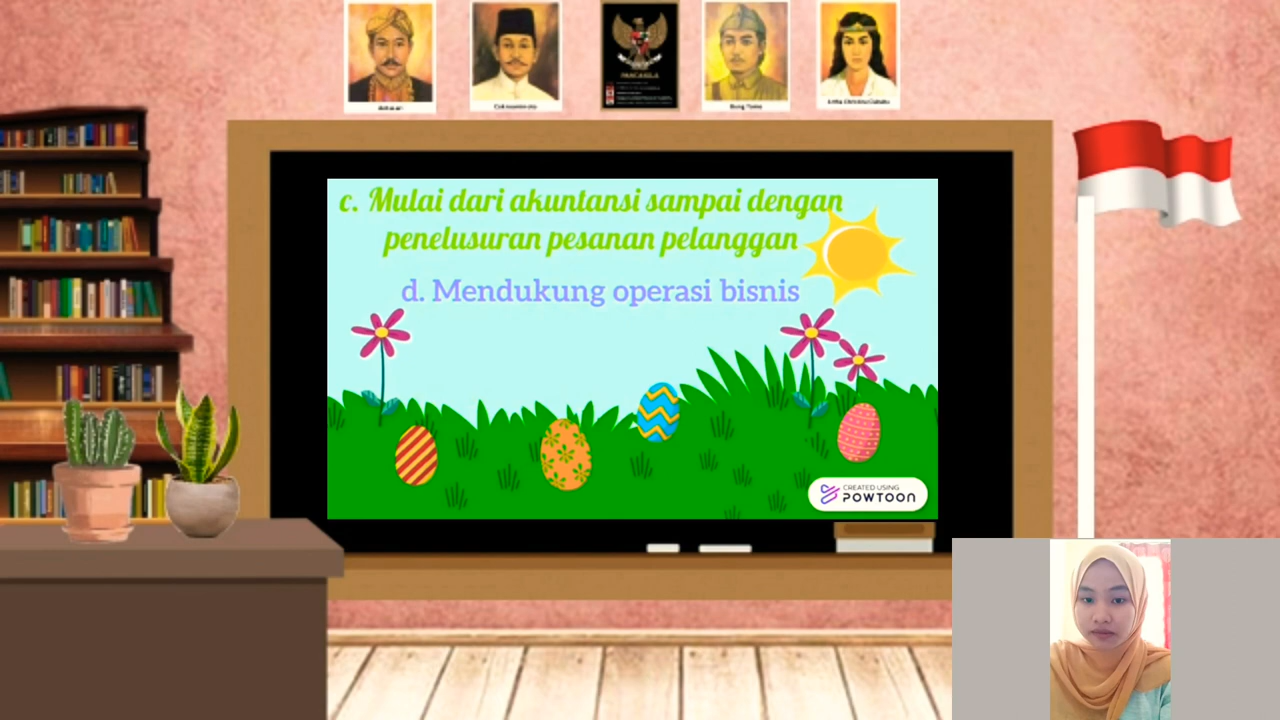 PANCASILA
Bung Tomo
c. Mulai dari akuntansi sampai dengan
penelusuran pesanan pelanggan
d. Mendukung operasi bisnis
CREATED USING
POWTOON